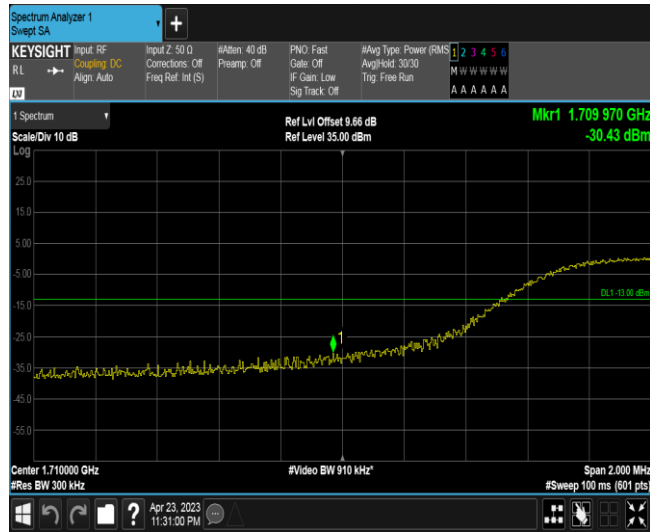 Spectrum Analyzer 1
Swept SA
+
KEYSIGHT
RL
LXI
Input: RF
Coupling: DC
Align: Auto
Input Z: 50 Ω
Corrections: Off
Freq Ref: Int (S)
#Atten: 40 dB
Preamp: Off
PNO: Fast
Gate: Off
IF Gain: Low
Sig Track: Off
#Avg Type: Power (RMS
Avg|Hold: 30/30
Trig: Free Run
1 2 3 4 5 6
M W W W W W
A A A A A A
1 Spectrum
Scale/Div 10 dB
Log
Ref Lvl Offset 9.66 dB
Ref Level 35.00 dBm
Mkr1 1.709 970 GHz
-30.43 dBm
25.0
15.0
5.00
-5.00
DL1 -13.00 dBm
-15.0
-25.0
1
-35.0
-45.0
-55.0
Center 1.710000 GHz
#Res BW 300 kHz
#Video BW 910 kHz*
Span 2.000 MHz
#Sweep 100 ms (601 pts)
?
Apr 23, 2023
11:31:00 PM